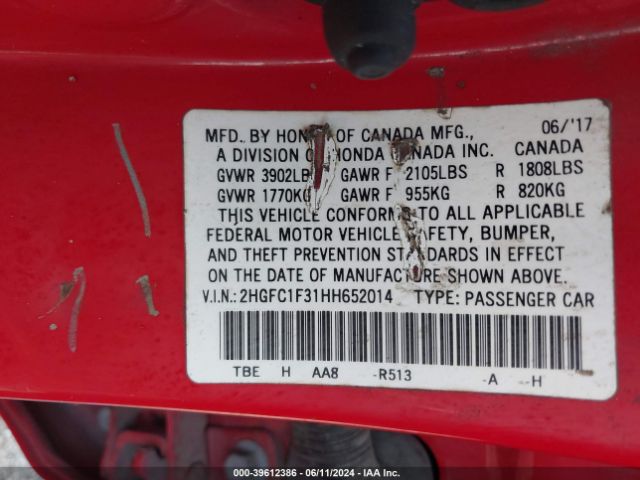 MFD. BY HONDA OF CANADA MFG., 06/'17
A DIVISION OF HONDA CANADA INC. CANADA
GVWR 3902LBS GAWR F 2105LBS R 1808LBS
GVWR 1770KG GAWR F 955KG R 820KG
THIS VEHICLE CONFORMS TO ALL APPLICABLE
FEDERAL MOTOR VEHICLE SAFETY, BUMPER,
AND THEFT PREVENTION STANDARDS IN EFFECT
ON THE DATE OF MANUFACTURE SHOWN ABOVE.
V.I.N.: 2HGFC1F31HH652014 TYPE: PASSENGER CAR
TBE H AA8 -R513 -A -H
000-39612386 - 06/11/2024 - IAA Inc.